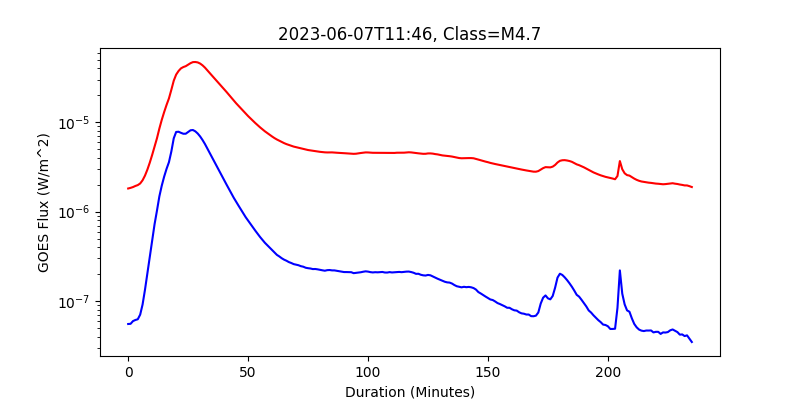 2023-06-07T11:46, Class=M4.7
GOES Flux (W/m^2)
10⁻⁵
10⁻⁶
10⁻⁷
0 50 100 150 200
Duration (Minutes)